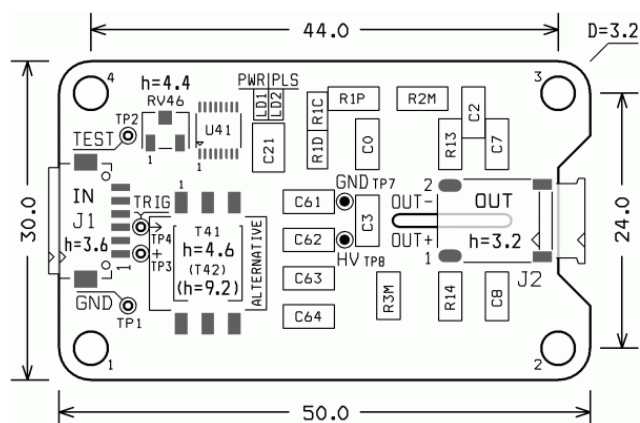 44.0
D=3.2
4
3
h=4.4
RV46
PWR PLS
LD1
LD2
R1P
R2M
R1C
C2
TP2
TEST
U41
C21
R1D
C0
R13
C7
1
1
IN
J1
h=3.6
1
TRIG
TP4
TP3
+
1
T41
h=4.6
(T42)
(h=9.2)
ALTERNATIVE
C61
C62
C63
C64
GND TP7
C3
HV TP8
OUT-
OUT+
2
1
OUT
h=3.2
J2
R3M
R14
C8
GND
TP1
1
2
30.0
24.0
50.0